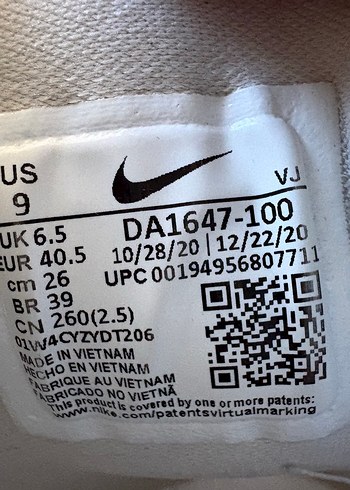 US
9
VJ
UK 6.5
EUR 40.5
cm 26
BR 39
CN 260(2.5)
DA1647-100
10/28/20 | 12/22/20
UPC 00194956807711
01W4CYZYDT206
MADE IN VIETNAM
HECHO EN VIETNAM
FABRIQUE AU VIETNAM
FABRICADO NO VIETNÃ
This product is covered by one or more patents:
www.nike.com/patentsvirtualmarking